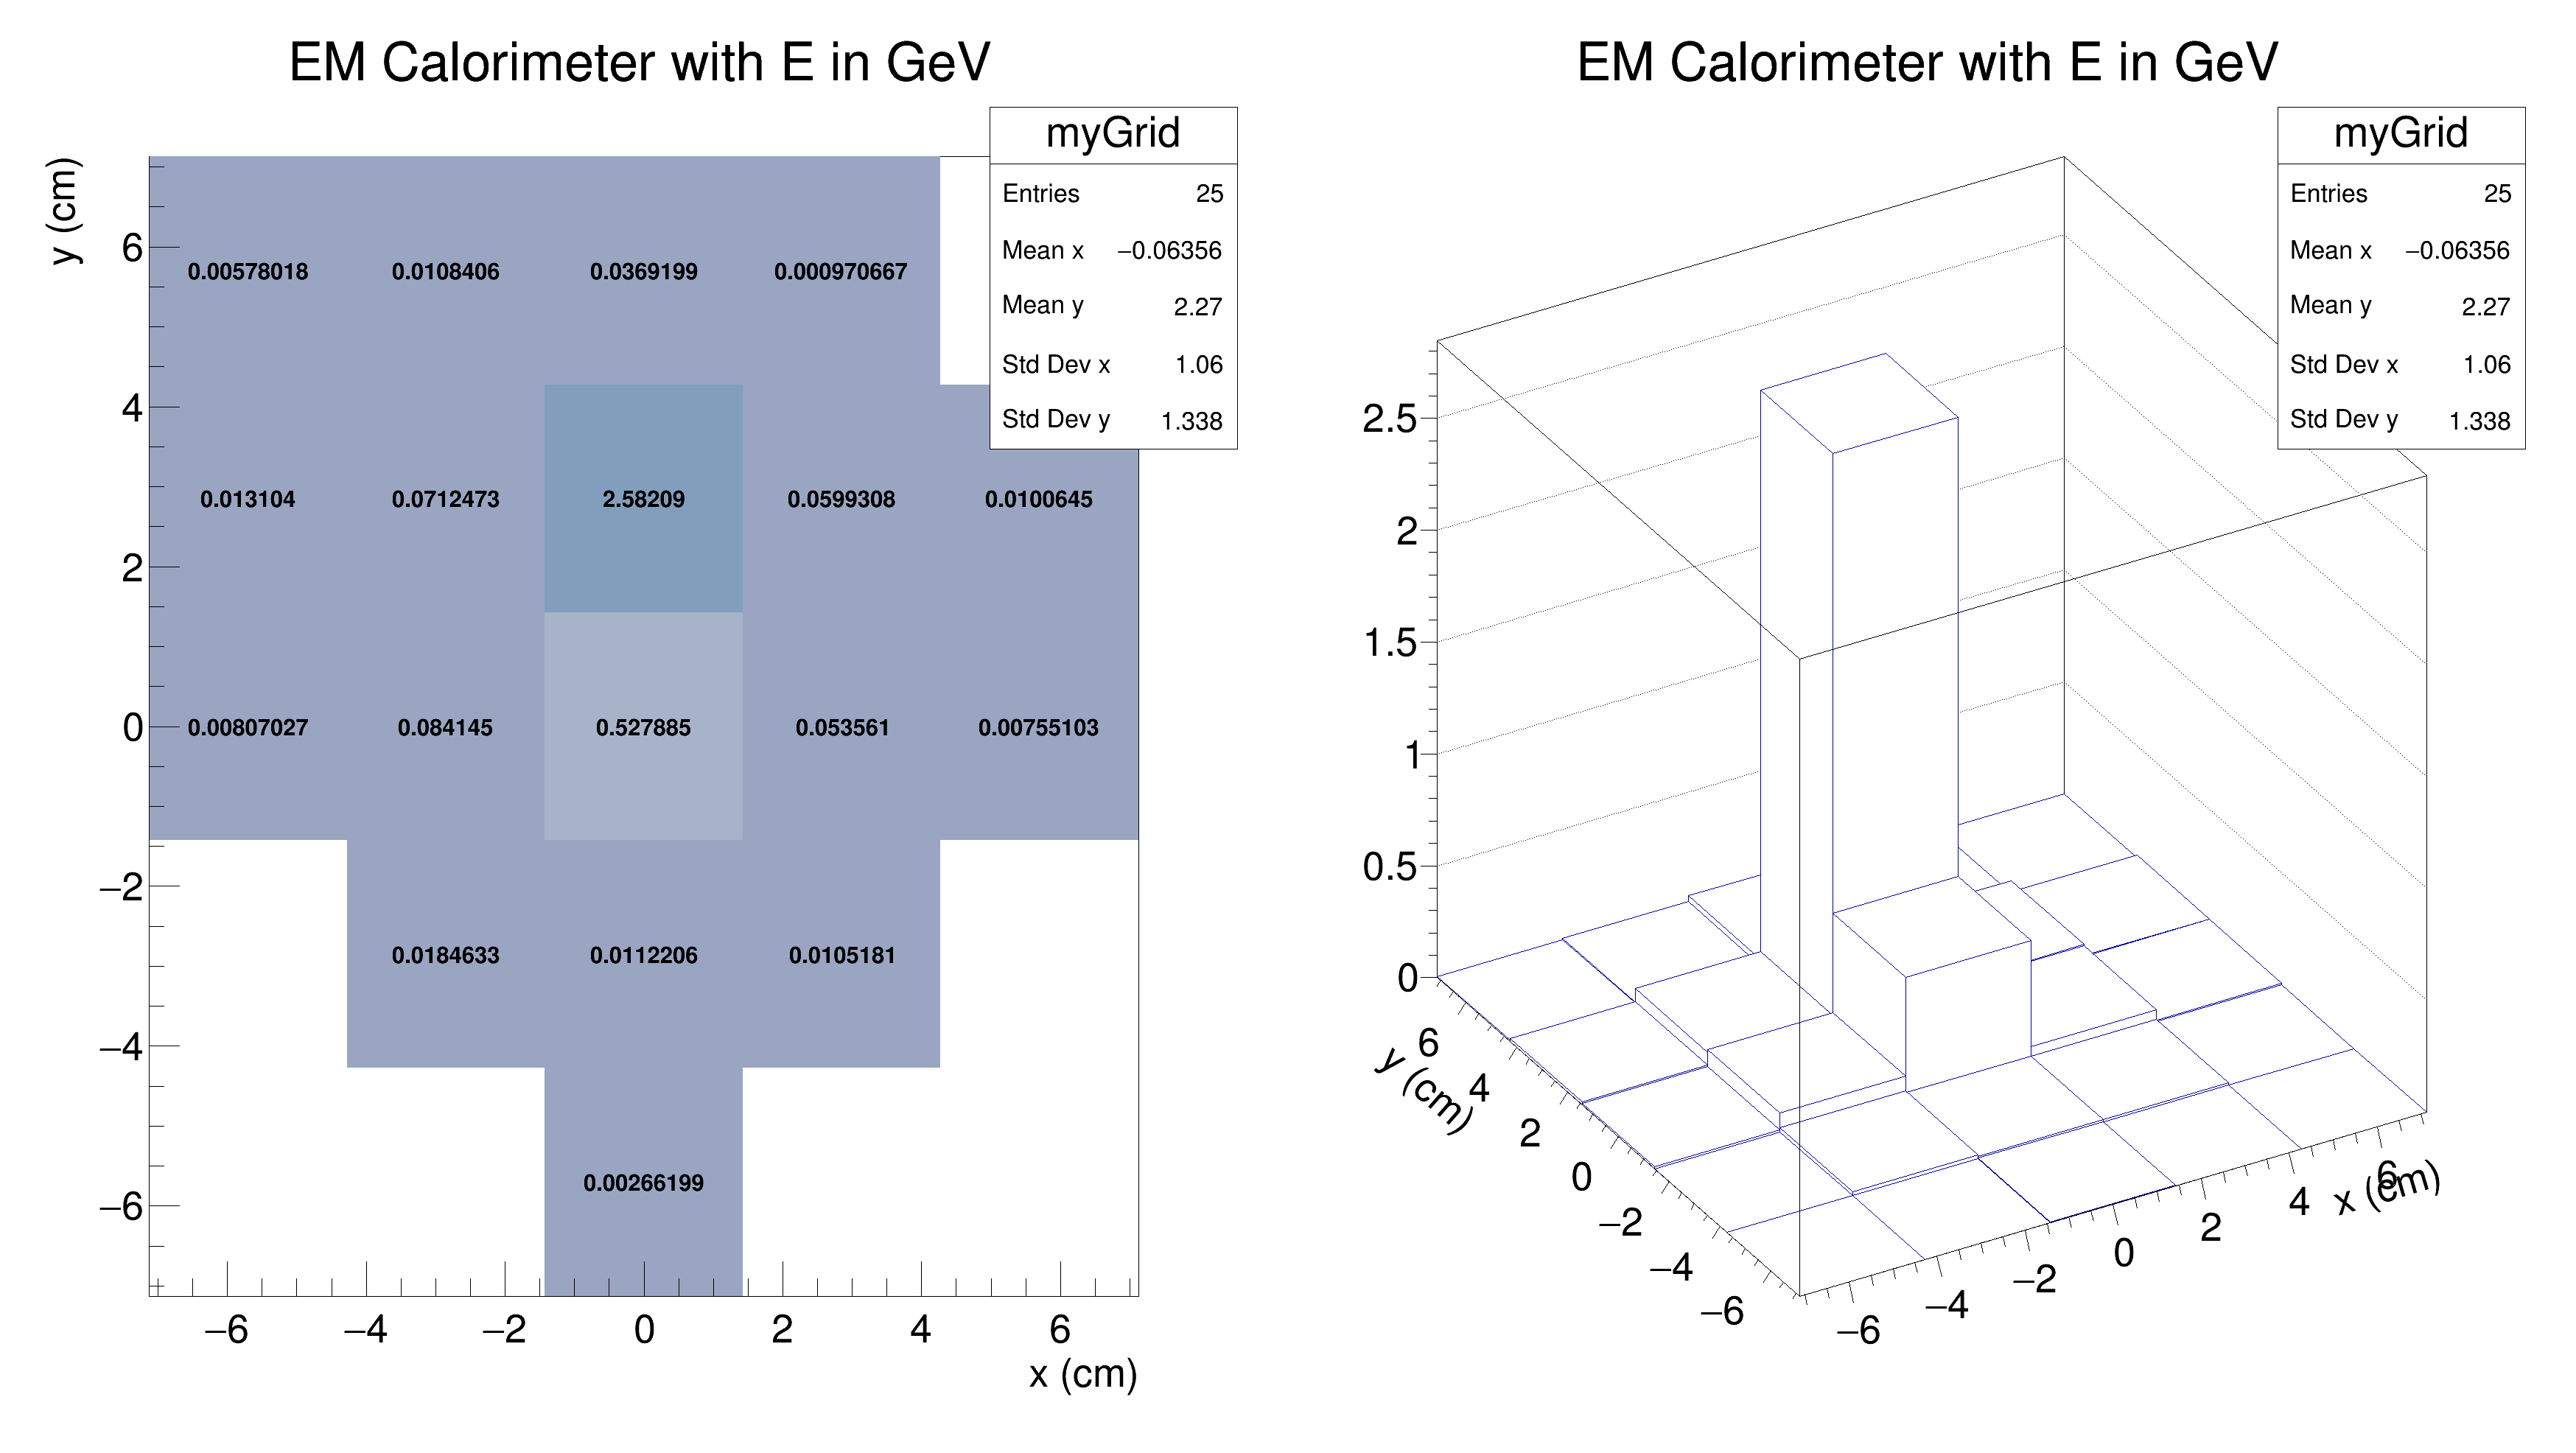 EM Calorimeter with E in GeV
myGrid
Entries 25
Mean x −0.06356
Mean y 2.27
Std Dev x 1.06
Std Dev y 1.338
y (cm)
6
4
2
0
−2
−4
−6
0.00578018 0.0108406 0.0369199 0.000970667
0.013104 0.0712473 2.58209 0.0599308 0.0100645
0.00807027 0.084145 0.527885 0.053561 0.00755103
0.0184633 0.0112206 0.0105181
0.00266199
−6 −4 −2 0 2 4 6
x (cm)
EM Calorimeter with E in GeV
myGrid
Entries 25
Mean x −0.06356
Mean y 2.27
Std Dev x 1.06
Std Dev y 1.338
2.5
2
1.5
1
0.5
0
y (cm)
6
4
2
0
−2
−4
−6
−6 −4 −2 0 2 4 6
x (cm)